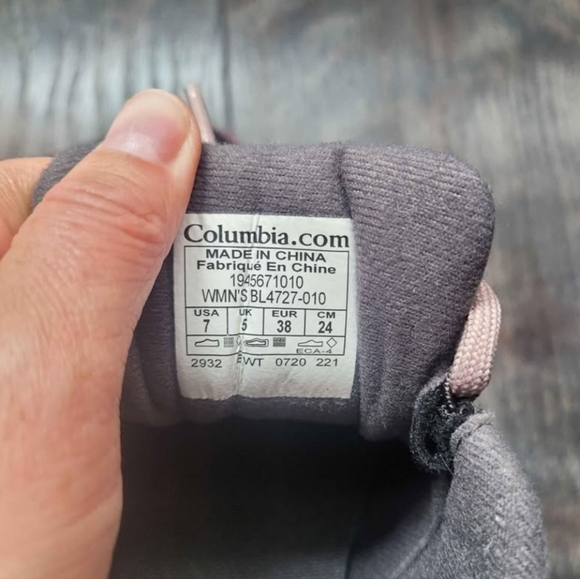 Columbia.com
MADE IN CHINA
Fabriqué En Chine
1945671010
WMN'S BL4727-010
USA UK EUR CM
7 5 38 24
ECA-4
2932 EWT 0720 221